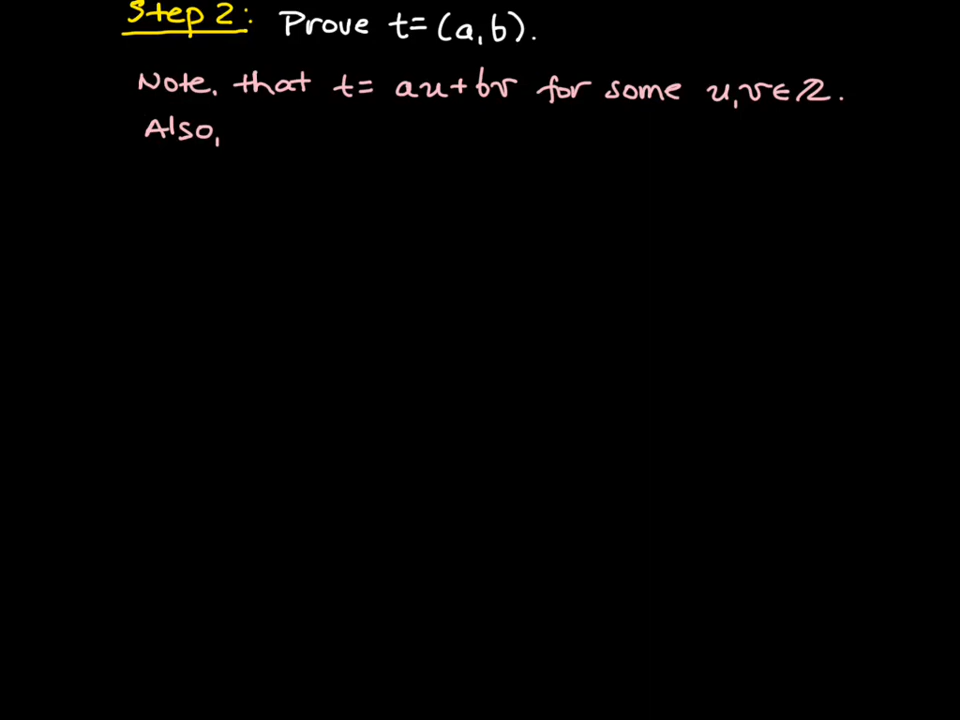 Step 2: Prove t=(a,b).
Note, that t= au+bv for some u,v∈ℤ.
Also,